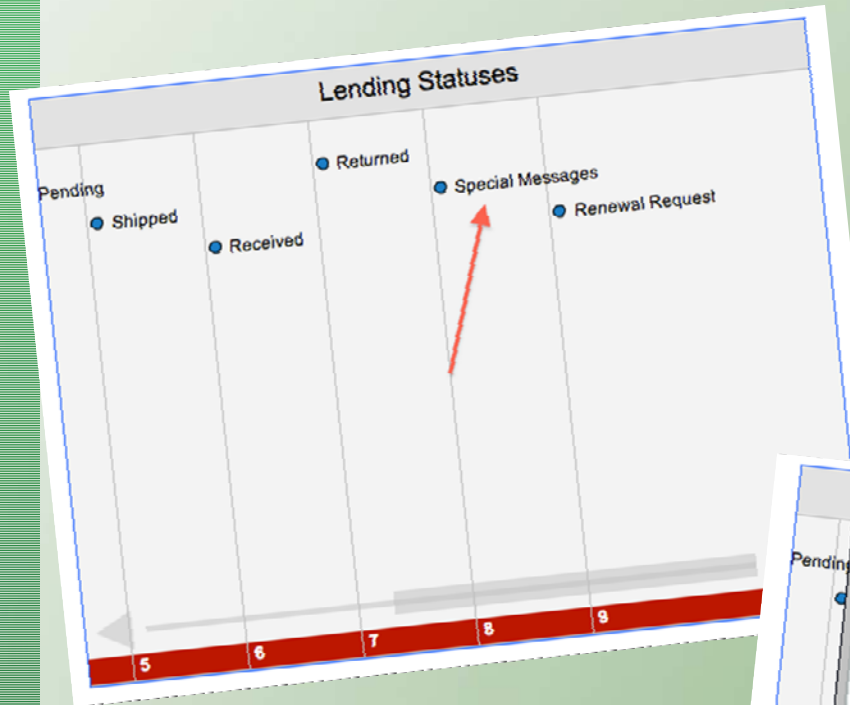 Lending Statuses
Returned
Pending
Special Messages
Shipped
Renewal Request
Received
5
6
7
8
9
Pending